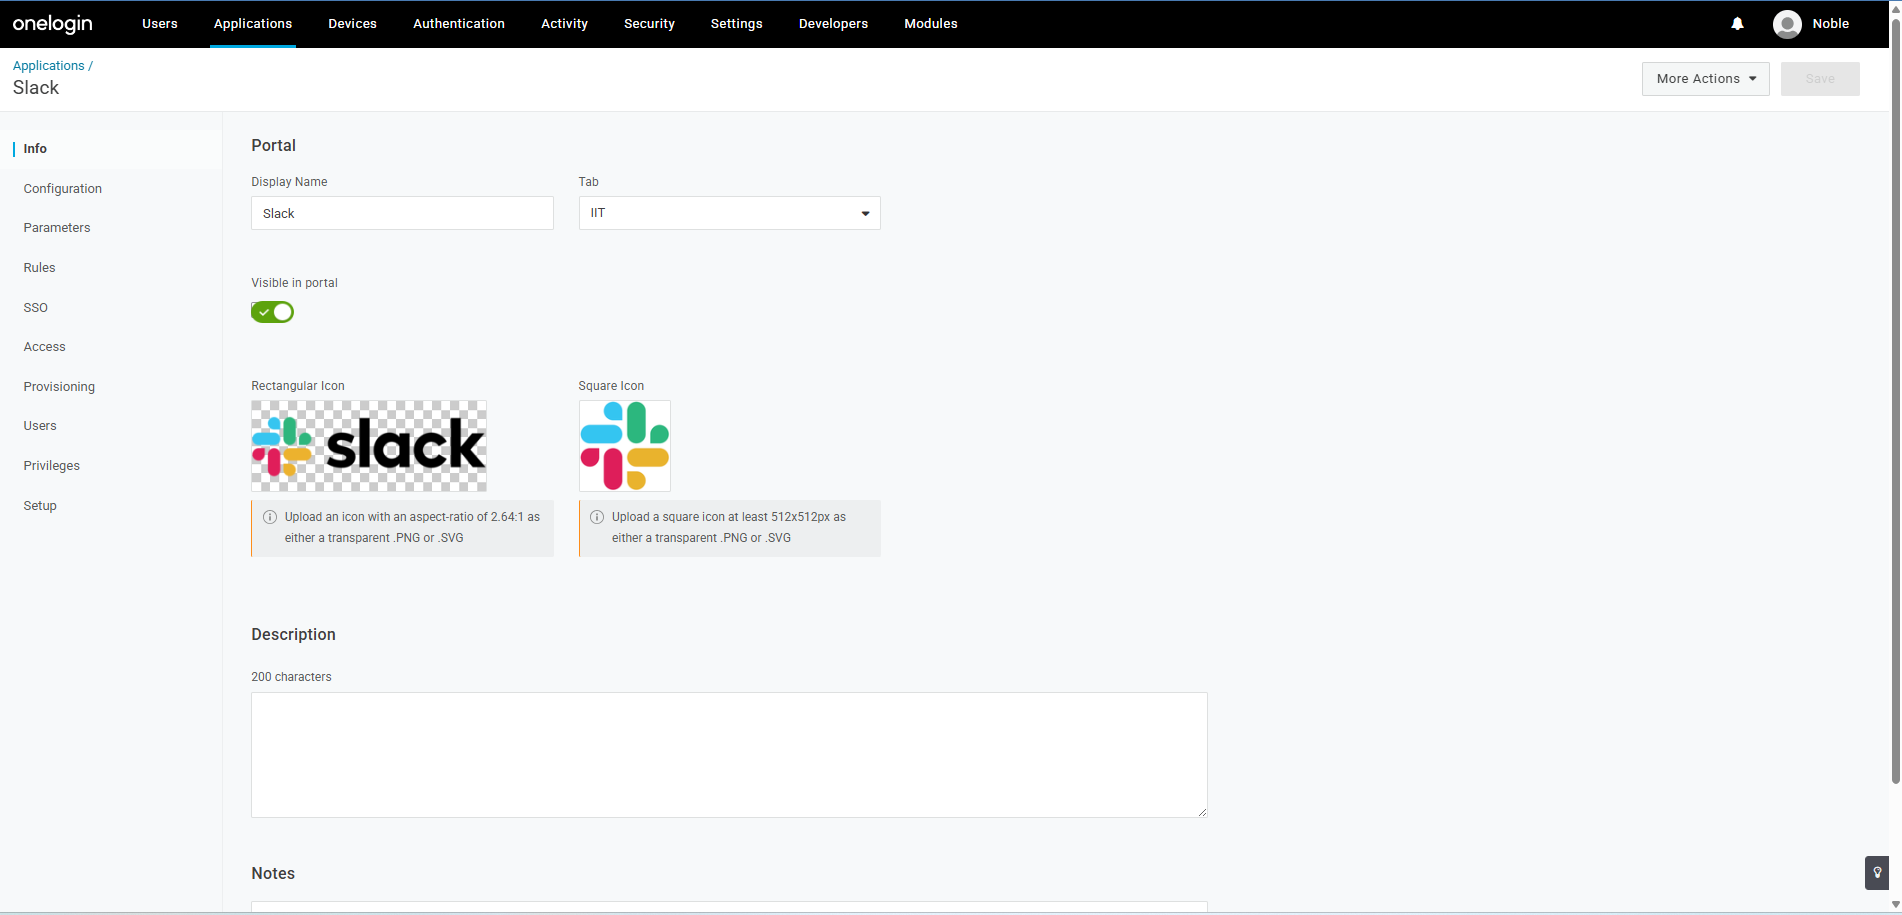 onelogin
Users
Applications
Devices
Authentication
Activity
Security
Settings
Developers
Modules
Noble
Applications /
Slack
More Actions
Save
Info
Configuration
Parameters
Rules
SSO
Access
Provisioning
Users
Privileges
Setup
Portal
Display Name
Tab
Slack
IIT
Visible in portal
Rectangular Icon
Square Icon
slack
Upload an icon with an aspect-ratio of 2.64:1 as
either a transparent .PNG or .SVG
Upload a square icon at least 512x512px as
either a transparent .PNG or .SVG
Description
200 characters
Notes